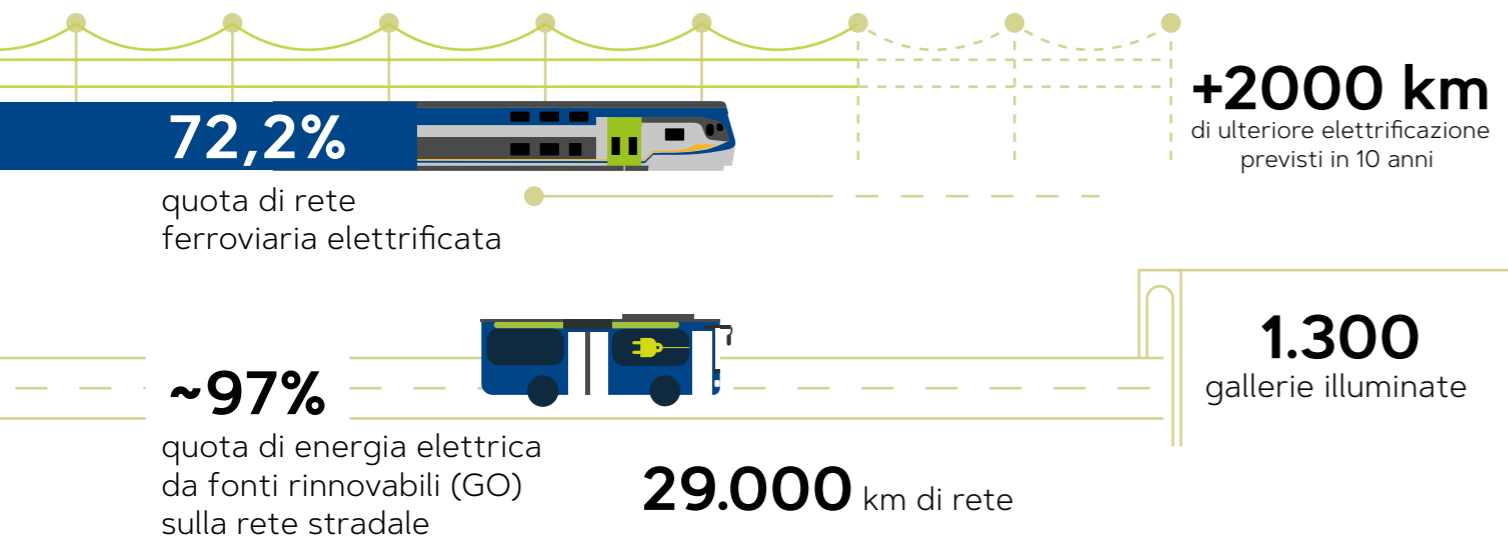 72,2%
quota di rete
ferroviaria elettrificata
+2000 km
di ulteriore elettrificazione
previsti in 10 anni
~97%
quota di energia elettrica
da fonti rinnovabili (GO)
sulla rete stradale
29.000 km di rete
1.300
gallerie illuminate